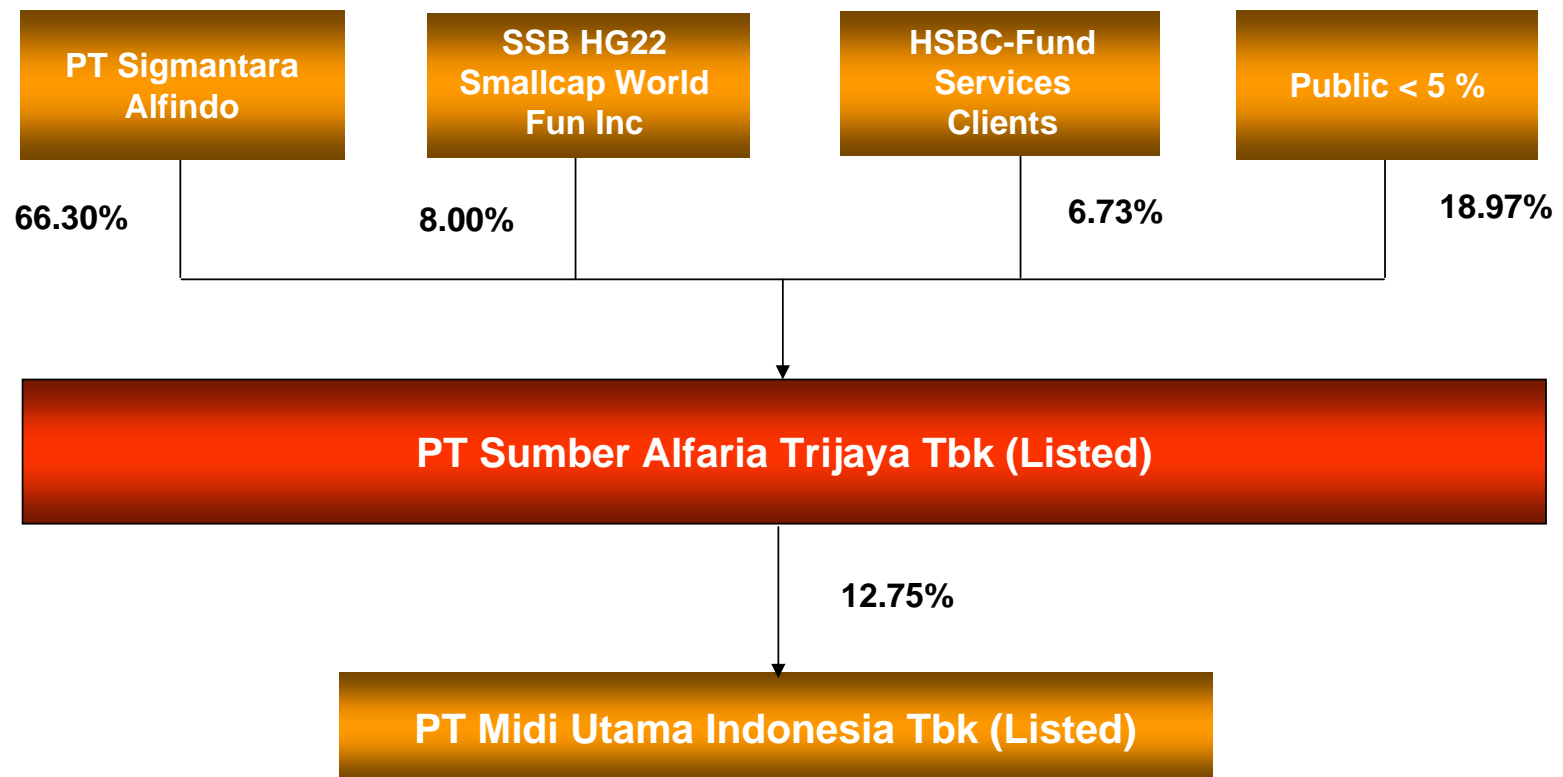 PT Sigmantara
Alfindo
SSB HG22
Smallcap World
Fun Inc
HSBC-Fund
Services
Clients
Public < 5 %
66.30%
8.00%
6.73%
18.97%
PT Sumber Alfaria Trijaya Tbk (Listed)
12.75%
PT Midi Utama Indonesia Tbk (Listed)